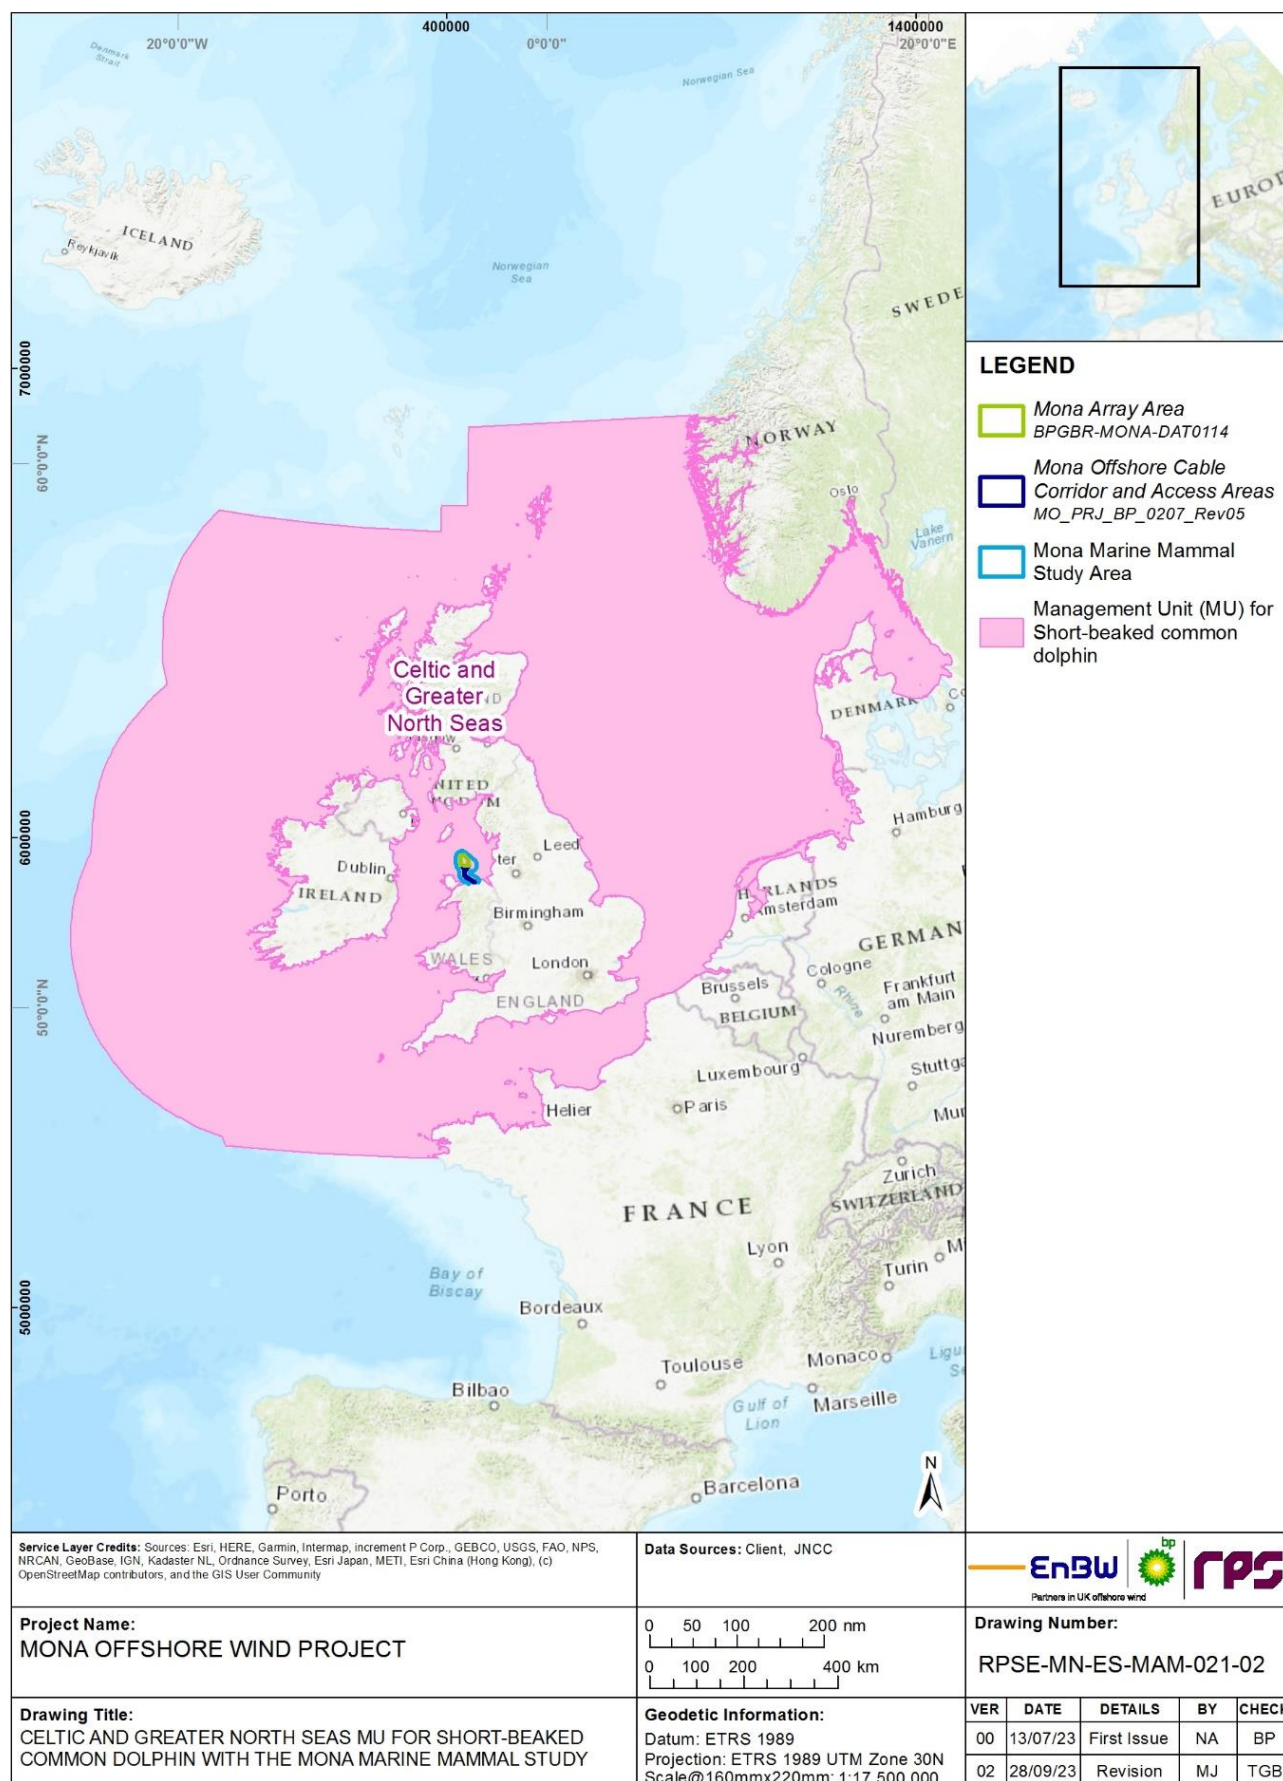 400000
1400000
20°0'0"W
0°0'0"
20°0'0"E
Denmark
Strait
Norwegian Sea
ICELAND
Reykjavik
Norwegian
Sea
SWEDE
EUROP
7000000
60°0'0"N
NORWAY
Oslo
Lake
Vanern
Celtic and
Greater
North Seas
DENMARK
NITED
M
6000000
Hamburg
Leed
ter
Dublin
IRELAND
Birmingham
WALES
London
ENGLAND
RLANDS
msterdam
GERMAN
Cologne
Rhine
Frankfurt
am Main
Brussels
BELGIUM
50°0'0"N
Nuremberg
Luxembourg
Stuttga
Helier
Paris
Mur
Zurich
SWITZERLAND
FRANCE
Lyon
Turin
Bay of
Biscay
5000000
Bordeaux
Toulouse
Monaco
Marseille
Bilbao
Gulf of
Lion
Porto
Barcelona
N
LEGEND
Mona Array Area
BPGBR-MONA-DAT0114
Mona Offshore Cable
Corridor and Access Areas
MO_PRJ_BP_0207_Rev05
Mona Marine Mammal
Study Area
Management Unit (MU) for
Short-beaked common
dolphin
Service Layer Credits: Sources: Esri, HERE, Garmin, Intermap, increment P Corp., GEBCO, USGS, FAO, NPS,
NRCAN, GeoBase, IGN, Kadaster NL, Ordnance Survey, Esri Japan, METI, Esri China (Hong Kong), (c)
OpenStreetMap contributors, and the GIS User Community
Data Sources: Client, JNCC
EnBW
bp
rps
Partners in UK offshore wind
Project Name:
MONA OFFSHORE WIND PROJECT
0 50 100 200 nm
0 100 200 400 km
Drawing Number:
RPSE-MN-ES-MAM-021-02
Drawing Title:
CELTIC AND GREATER NORTH SEAS MU FOR SHORT-BEAKED
COMMON DOLPHIN WITH THE MONA MARINE MAMMAL STUDY
Geodetic Information:
Datum: ETRS 1989
Projection: ETRS 1989 UTM Zone 30N
Scale@160mmx220mm: 1:17,500,000
VER DATE DETAILS BY CHECK
00 13/07/23 First Issue NA BP
02 28/09/23 Revision MJ TGB